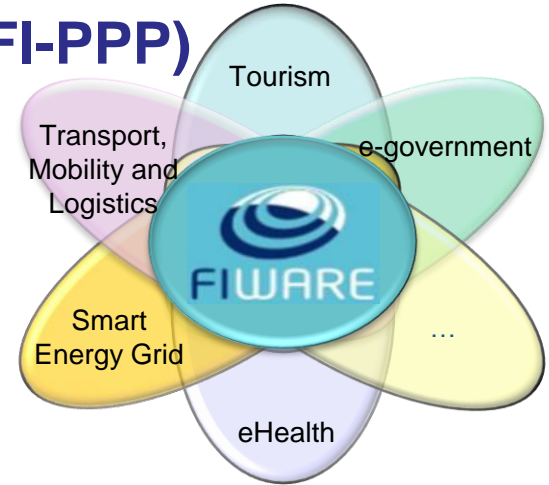 FI-PPP)
Tourism
Transport,
Mobility and
Logistics
e-government
FIWARE
Smart
Energy Grid
…
eHealth